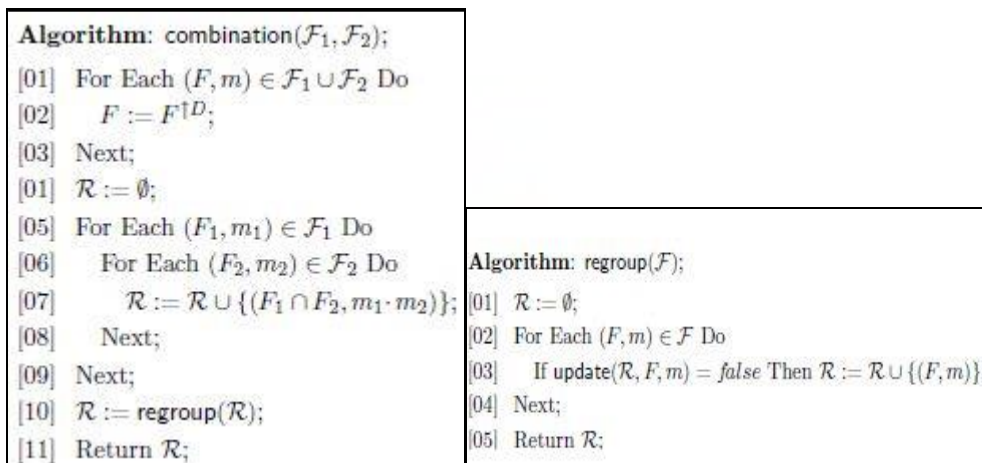 Algorithm: combination(ℱ₁, ℱ₂);
[01] For Each (F, m) ∈ ℱ₁ ∪ ℱ₂ Do
[02] F := F^{↑D};
[03] Next;
[01] ℛ := ∅;
[05] For Each (F₁, m₁) ∈ ℱ₁ Do
[06] For Each (F₂, m₂) ∈ ℱ₂ Do
[07] ℛ := ℛ ∪ {(F₁ ∩ F₂, m₁ · m₂)};
[08] Next;
[09] Next;
[10] ℛ := regroup(ℛ);
[11] Return ℛ;
Algorithm: regroup(ℱ);
[01] ℛ := ∅;
[02] For Each (F, m) ∈ ℱ Do
[03] If update(ℛ, F, m) = false Then ℛ := ℛ ∪ {(F, m)}
[04] Next;
[05] Return ℛ;